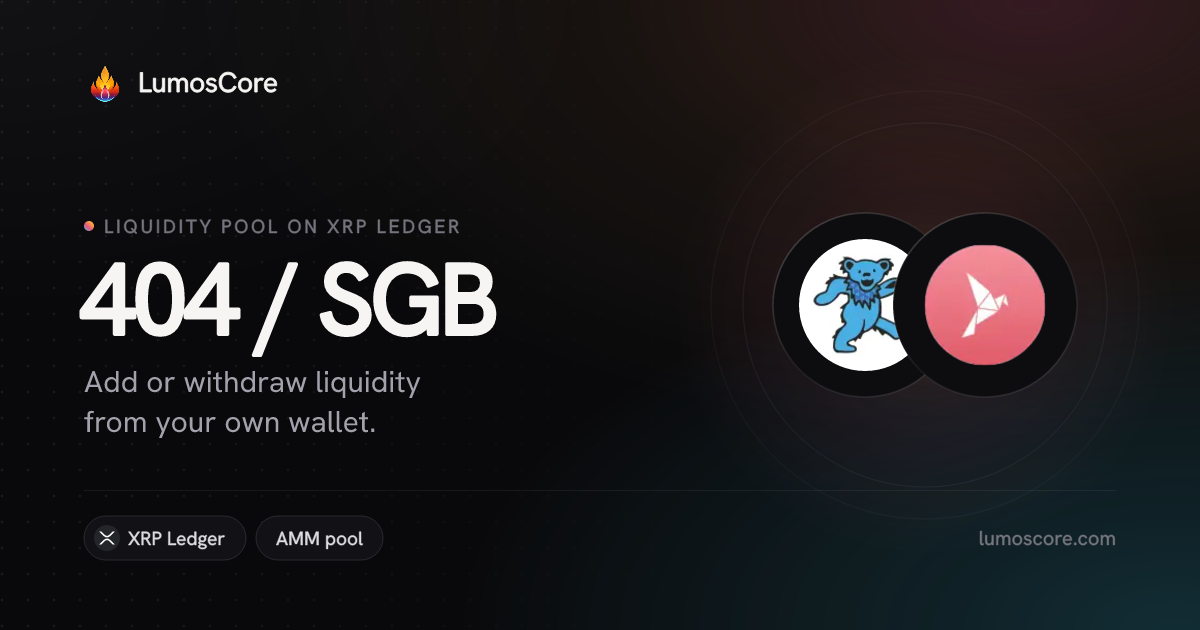 LumosCore
LIQUIDITY POOL ON XRP LEDGER
404 / SGB
Add or withdraw liquidity
from your own wallet.
XRP Ledger
AMM pool
lumoscore.com